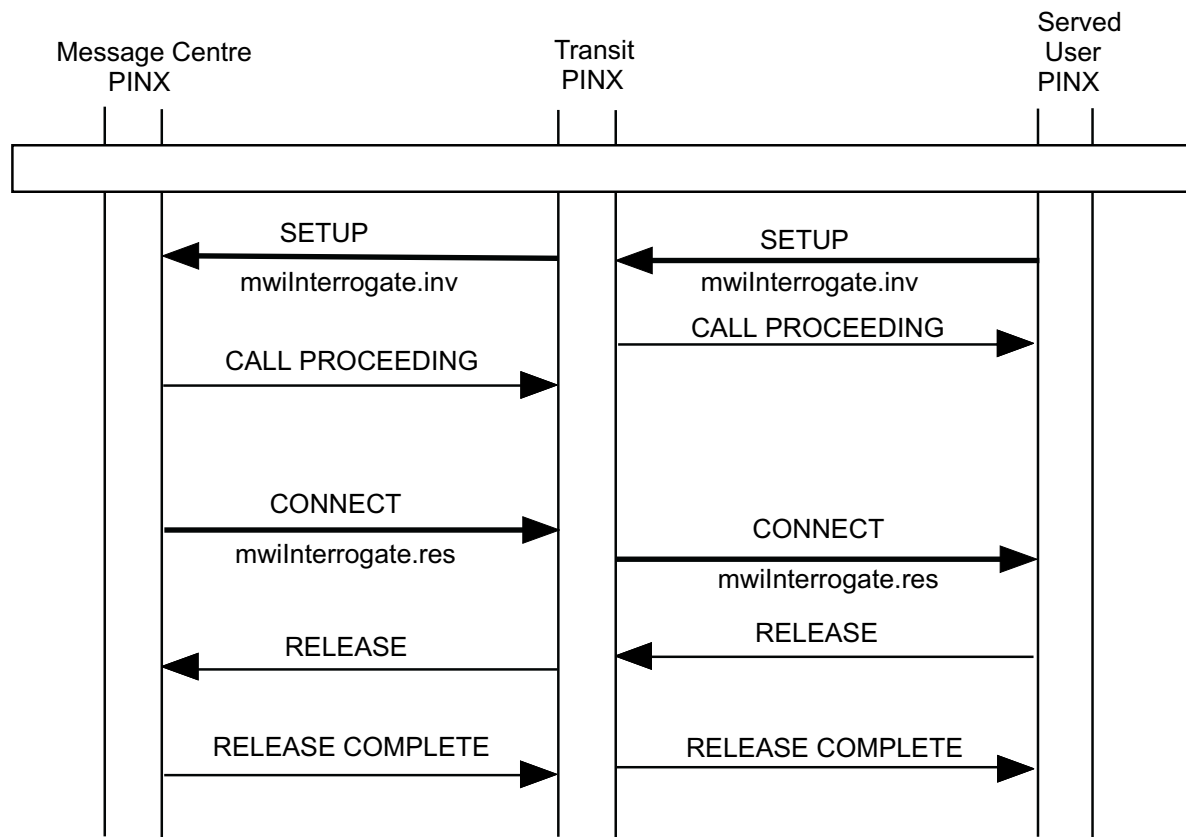 Message Centre
PINX
Transit
PINX
Served
User
PINX
SETUP
mwiInterrogate.inv
SETUP
mwiInterrogate.inv
CALL PROCEEDING
CALL PROCEEDING
CONNECT
mwiInterrogate.res
CONNECT
mwiInterrogate.res
RELEASE
RELEASE
RELEASE COMPLETE
RELEASE COMPLETE